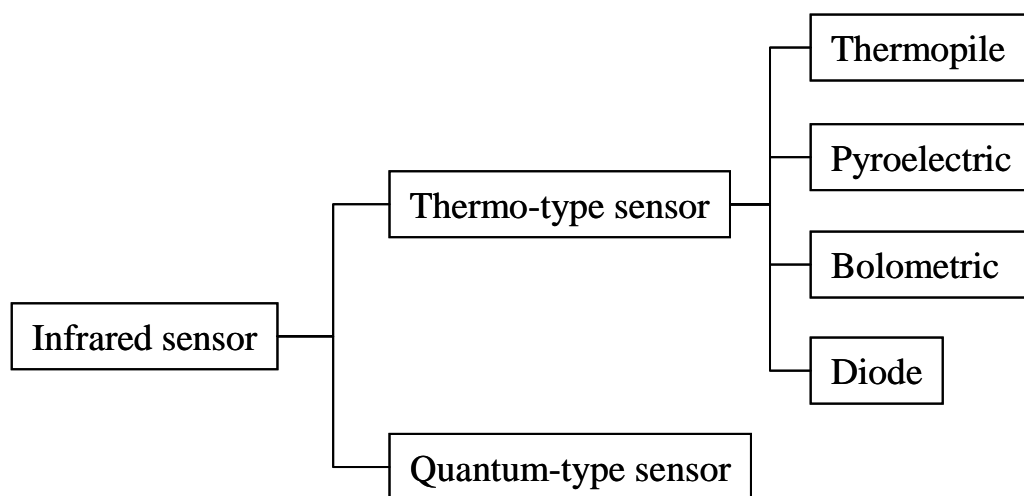 Thermopile
Pyroelectric
Thermo-type sensor
Bolometric
Infrared sensor
Diode
Quantum-type sensor